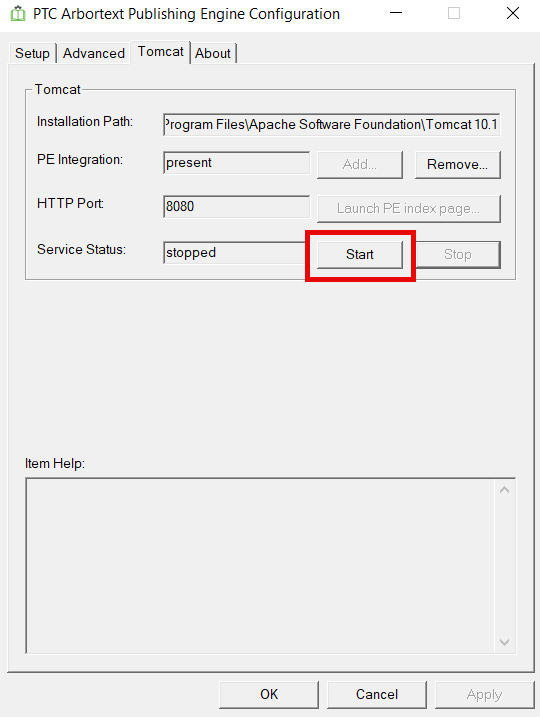 PTC Arbortext Publishing Engine Configuration
Setup Advanced Tomcat About
Tomcat
Installation Path: Program Files\Apache Software Foundation\Tomcat 10.1
PE Integration: present Add... Remove...
HTTP Port: 8080 Launch PE index page...
Service Status: stopped Start Stop
Item Help:
OK Cancel Apply